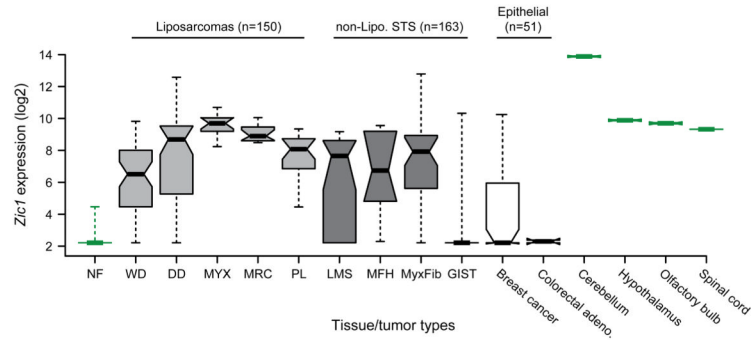 Liposarcomas (n=150)
non-Lipo. STS (n=163)
Epithelial
(n=51)
Zic1 expression (log2)
14
12
10
8
6
4
2
NF
WD
DD
MYX
MRC
PL
LMS
MFH
MyxFib
GIST
Breast cancer
Colorectal adeno.
Cerebellum
Hypothalamus
Olfactory bulb
Spinal cord
Tissue/tumor types